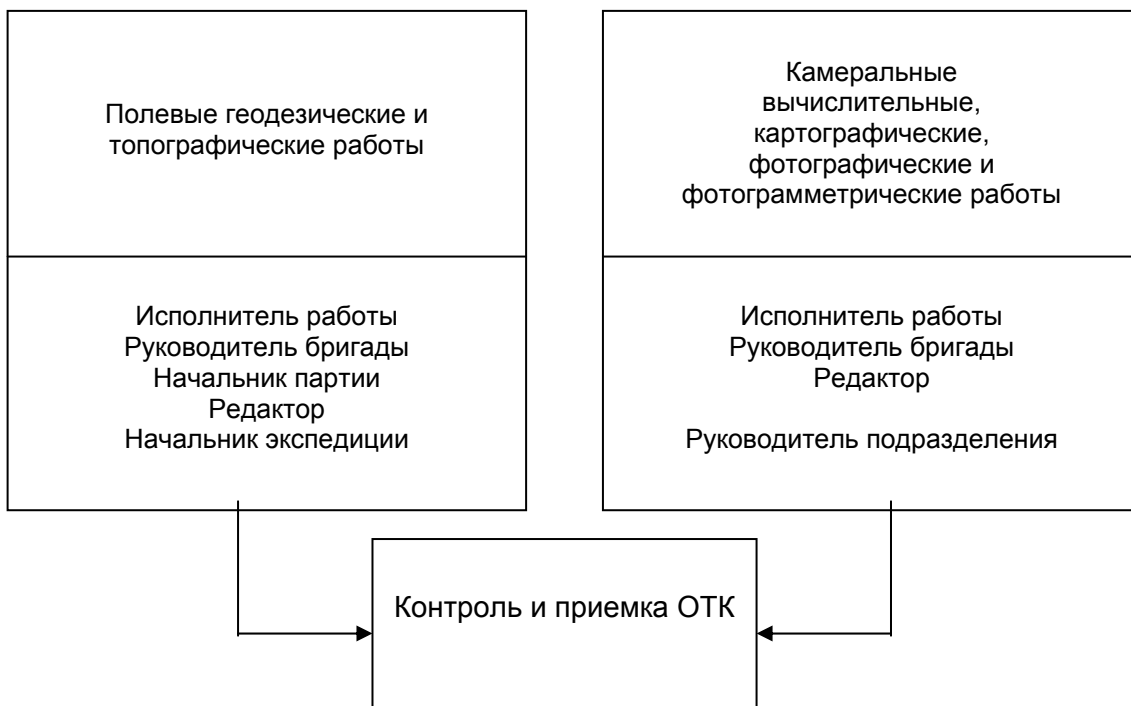 Полевые геодезические и
топографические работы
Исполнитель работы
Руководитель бригады
Начальник партии
Редактор
Начальник экспедиции
Камеральные
вычислительные,
картографические,
фотографические и
фотограмметрические работы
Исполнитель работы
Руководитель бригады
Редактор
Руководитель подразделения
Контроль и приемка ОТК